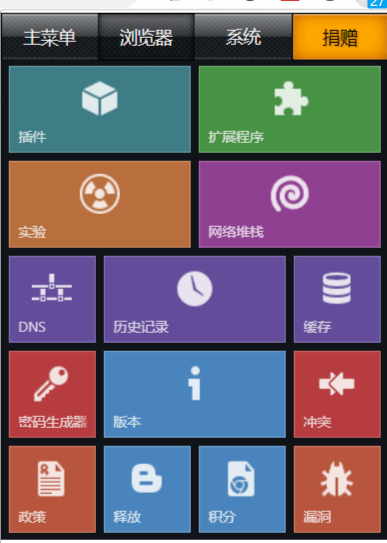 27
主菜单 浏览器 系统 捐赠
插件 扩展程序
实验 网络堆栈
DNS 历史记录 缓存
密码生成器 版本 冲突
政策 释放 积分 漏洞